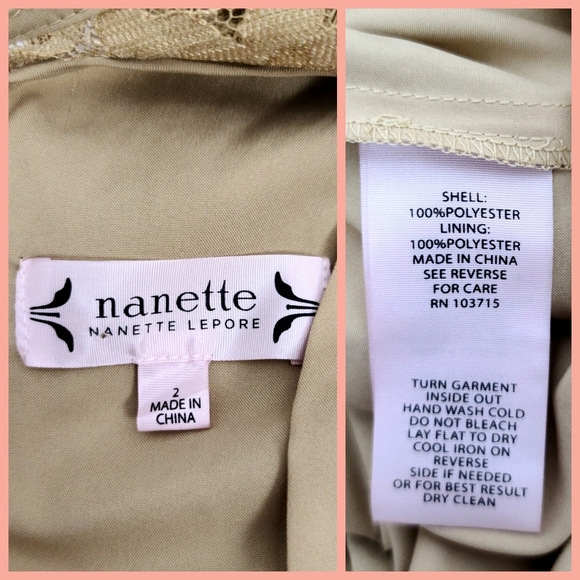 nanette
NANETTE LEPORE
2
MADE IN
CHINA
SHELL:
100%POLYESTER
LINING:
100%POLYESTER
MADE IN CHINA
SEE REVERSE
FOR CARE
RN 103715
TURN GARMENT
INSIDE OUT
HAND WASH COLD
DO NOT BLEACH
LAY FLAT TO DRY
COOL IRON ON
REVERSE
SIDE IF NEEDED
OR FOR BEST RESULT
DRY CLEAN